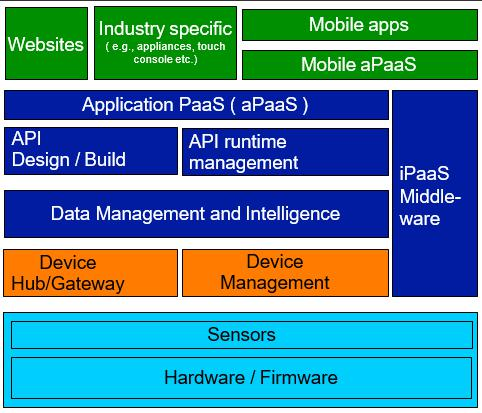 Websites
Industry specific
( e.g., appliances, touch
console etc.)
Mobile apps
Mobile aPaaS
Application PaaS ( aPaaS )
API
Design / Build
API runtime
management
iPaaS
Middle-
ware
Data Management and Intelligence
Device
Hub/Gateway
Device
Management
Sensors
Hardware / Firmware